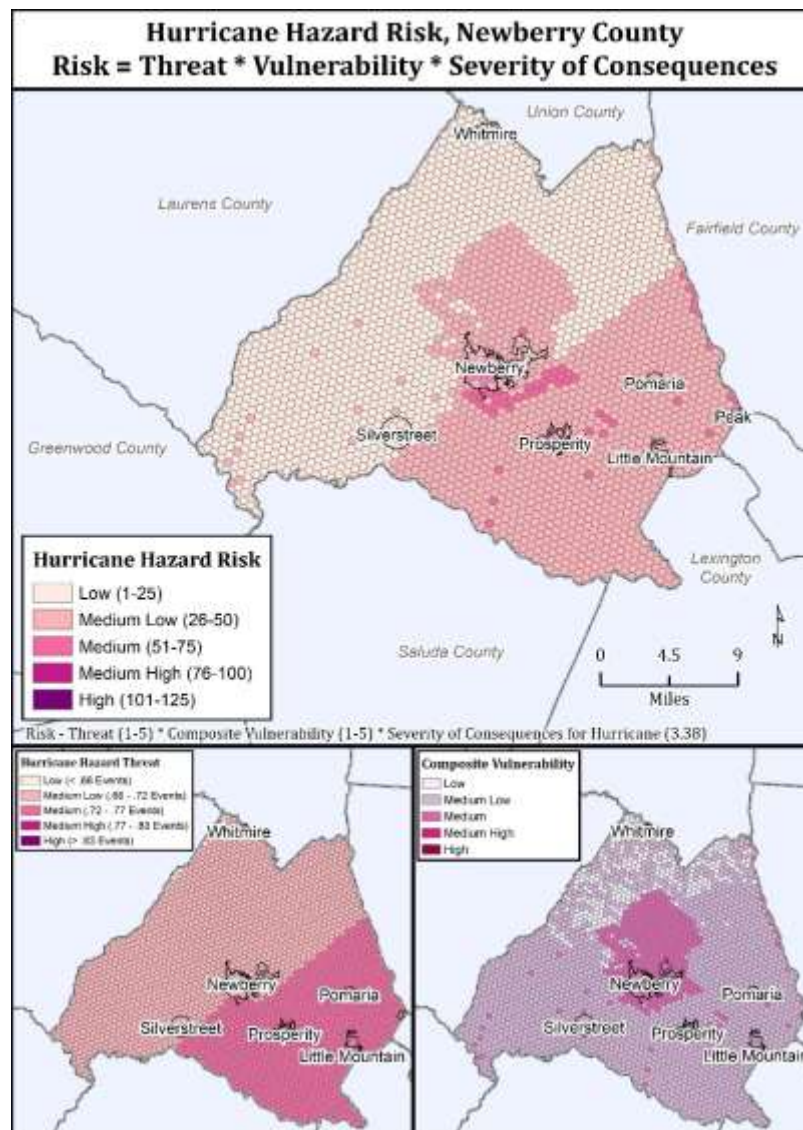 Hurricane Hazard Risk, Newberry County
Risk = Threat * Vulnerability * Severity of Consequences
Union County
Whitmire
Laurens County
Fairfield County
Newberry
Pomaria
Peak
Silverstreet
Prosperity
Greenwood County
Little Mountain
Hurricane Hazard Risk
Low (1-25)
Medium Low (26-50)
Medium (51-75)
Medium High (76-100)
High (101-125)
Lexington
County
Saluda County
N
0 4.5 9
Miles
Risk - Threat (1-5) * Composite Vulnerability (1-5) * Severity of Consequences for Hurricane (3.38)
Hurricane Hazard Threat
Low (< .66 Events)
Medium Low (.66 - .72 Events)
Medium (.72 - .77 Events)
Medium High (.77 - .83 Events)
High (> .83 Events)
Whitmire
Newberry
Pomaria
Silverstreet
Prosperity
Little Mountain
Composite Vulnerability
Low
Medium Low
Medium
Medium High
High
Whitmire
Newberry
Pomaria
Silverstreet
Prosperity
Little Mountain